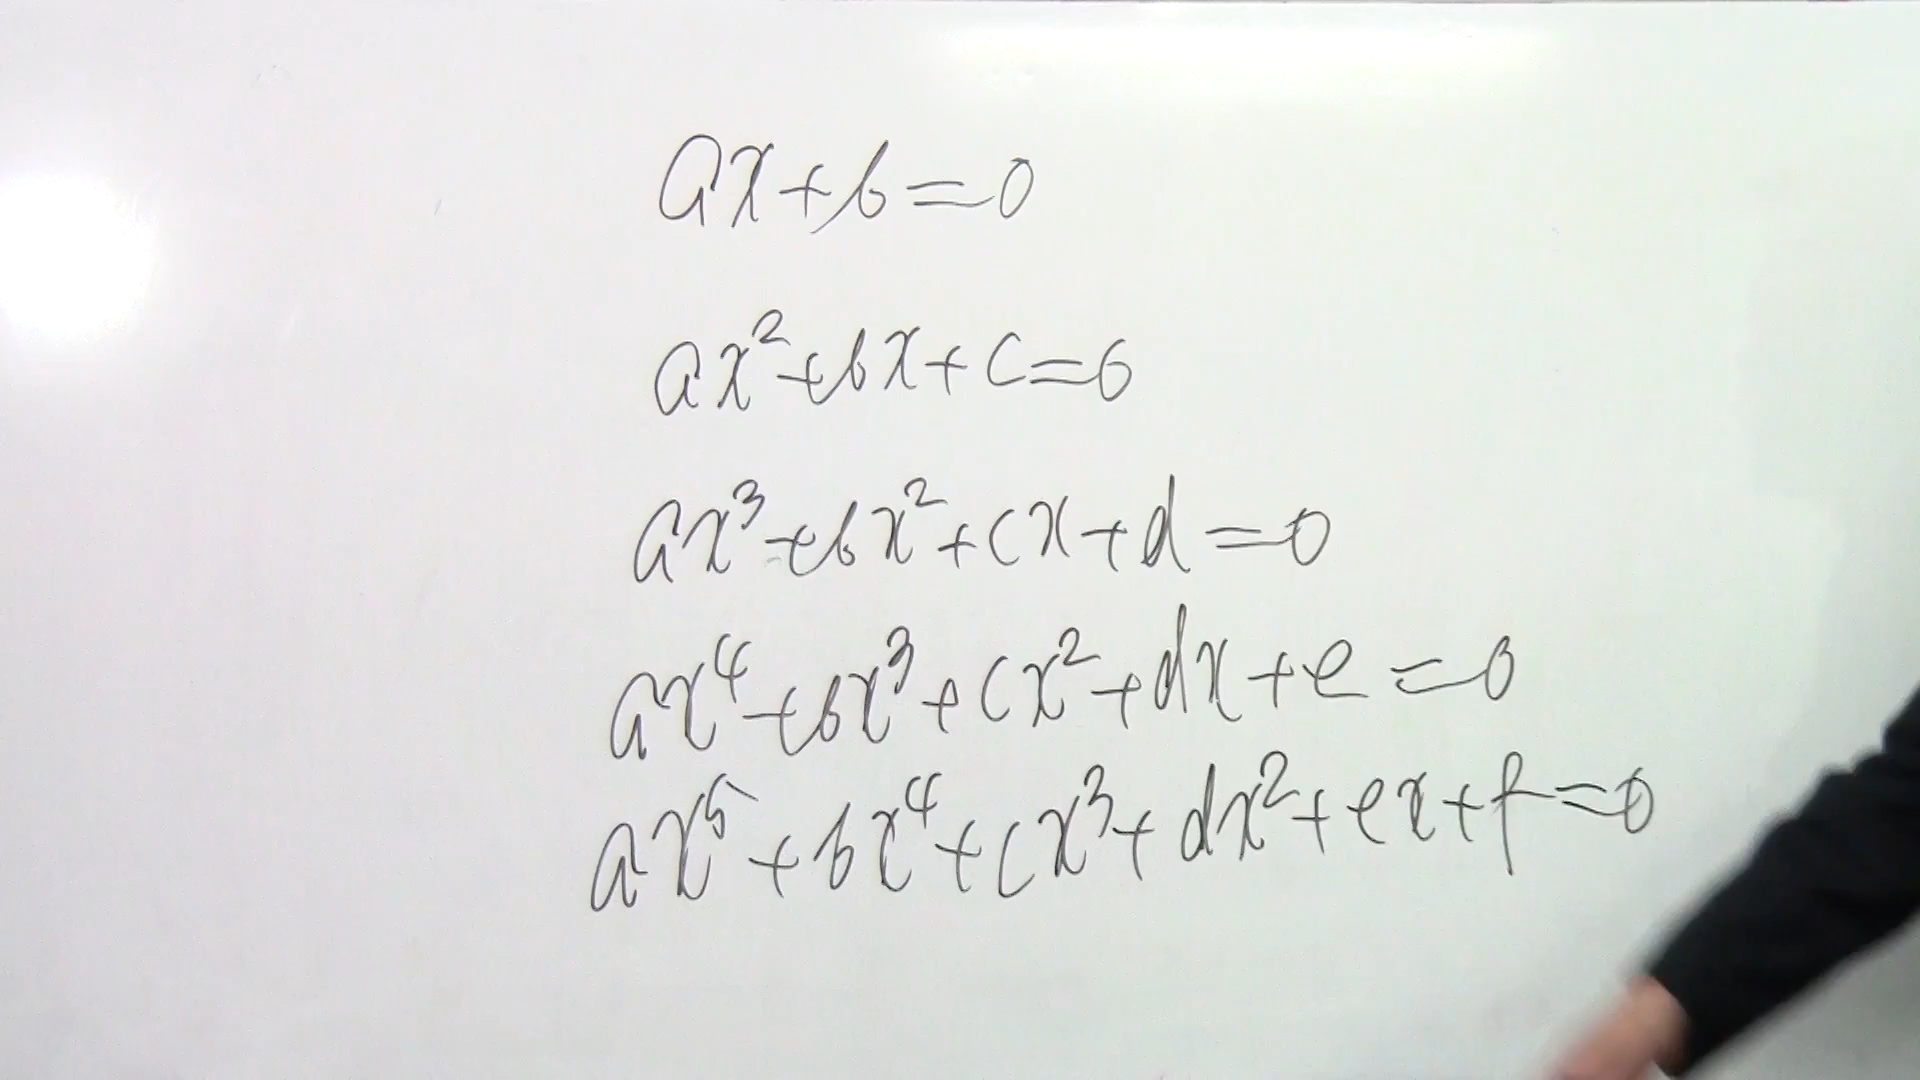 ax+b=0
ax²+bx+c=0
ax³+bx²+cx+d=0
ax⁴+bx³+cx²+dx+e=0
ax⁵+bx⁴+cx³+dx²+ex+f=0